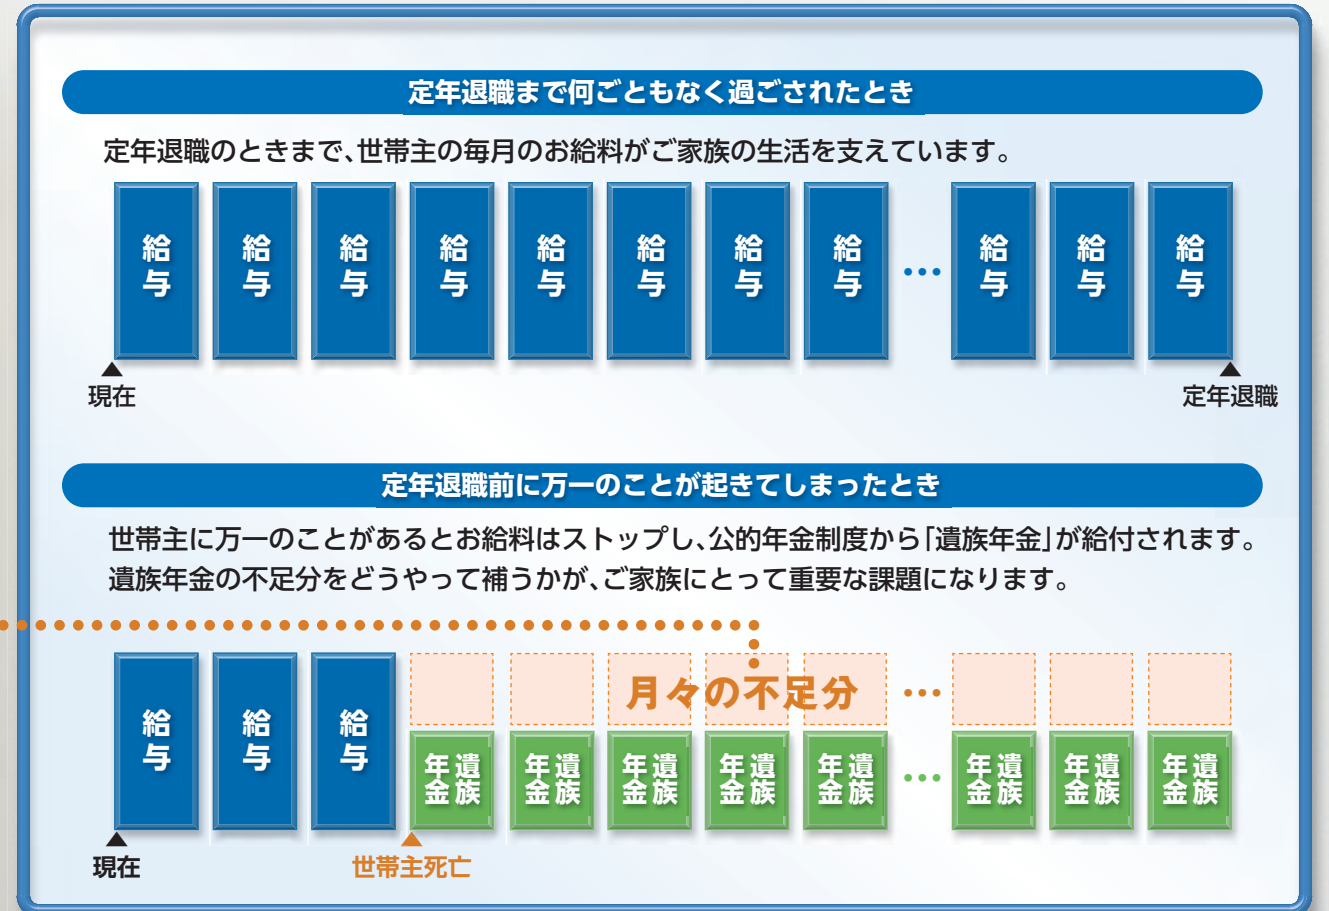 定年退職まで何ごともなく過ごされたとき
定年退職のときまで、世帯主の毎月のお給料がご家族の生活を支えています。
給与 給与 給与 給与 給与 給与 給与 給与 … 給与 給与 給与
現在 定年退職
定年退職前に万一のことが起きてしまったとき
世帯主に万一のことがあるとお給料はストップし、公的年金制度から「遺族年金」が給付されます。
遺族年金の不足分をどうやって補うかが、ご家族にとって重要な課題になります。
月々の不足分 …
給与 給与 給与 遺族年金 遺族年金 遺族年金 遺族年金 遺族年金 … 遺族年金 遺族年金 遺族年金
現在 世帯主死亡